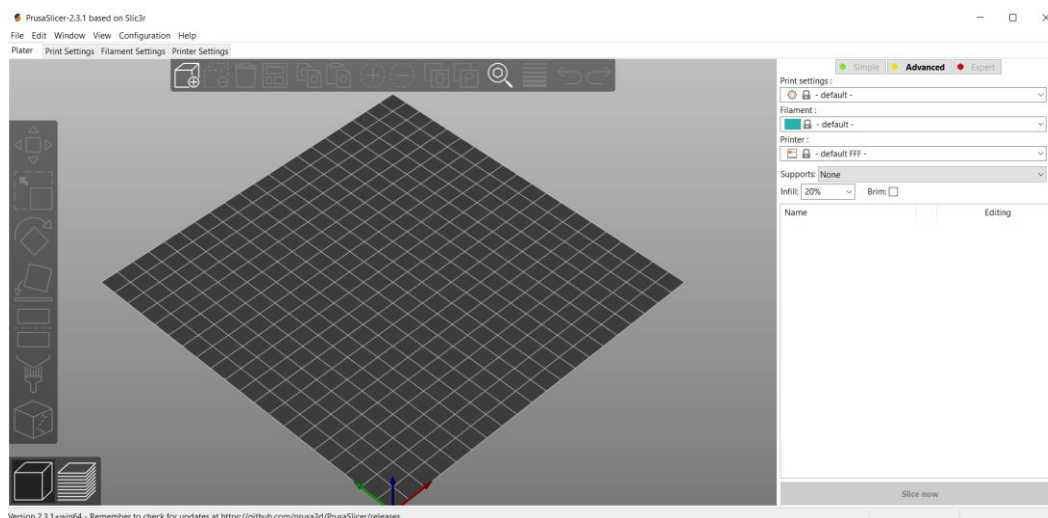 PrusaSlicer-2.3.1 based on Slic3r
File Edit Window View Configuration Help
Plater Print Settings Filament Settings Printer Settings
Simple Advanced Expert
Print settings :
- default -
Filament :
- default -
Printer :
- default FFF -
Supports: None
Infill: 20% Brim:
Name Editing
Slice now
Version 2.3.1+win64 - Remember to check for updates at https://github.com/prusa3d/PrusaSlicer/releases